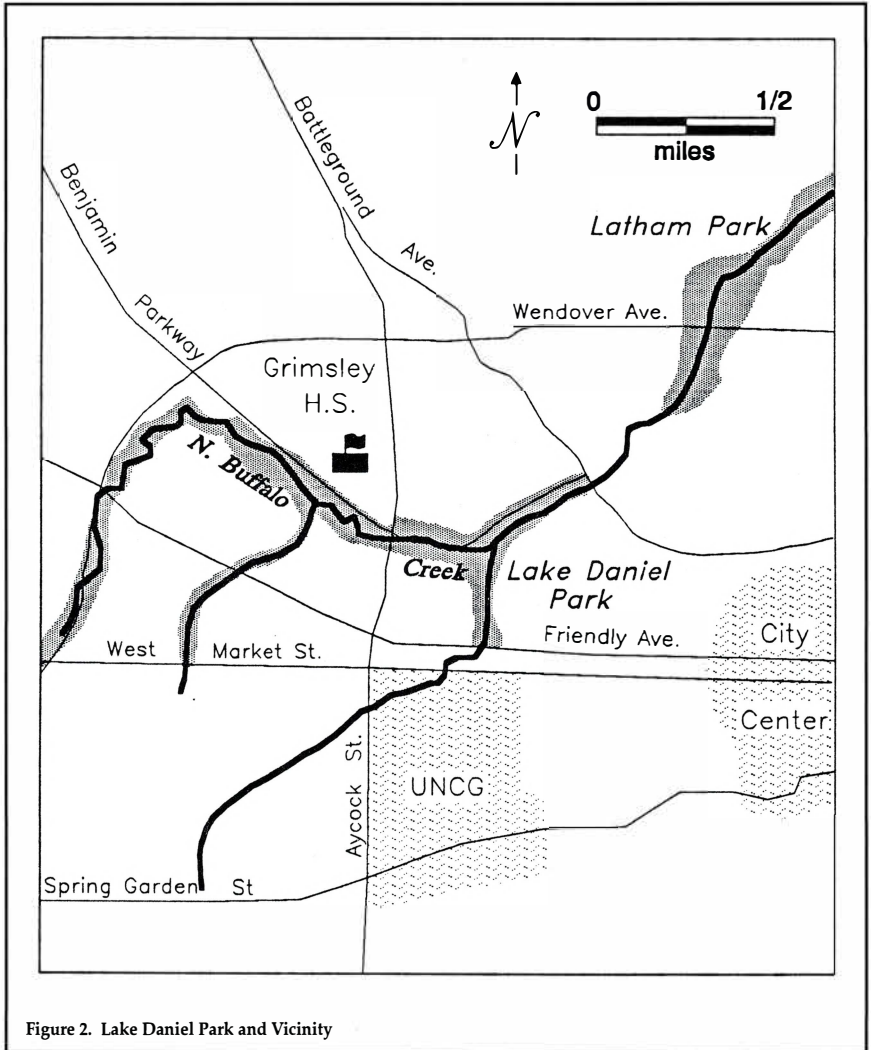 0 1/2
miles
N
Battleground
Ave.
Benjamin
Parkway
Latham Park
Wendover Ave.
Grimsley
H.S.
N. Buffalo
Creek
Lake Daniel
Park
Friendly Ave.
West Market St.
City
Center
UNCG
Aycock St.
Spring Garden St
Figure 2. Lake Daniel Park and Vicinity